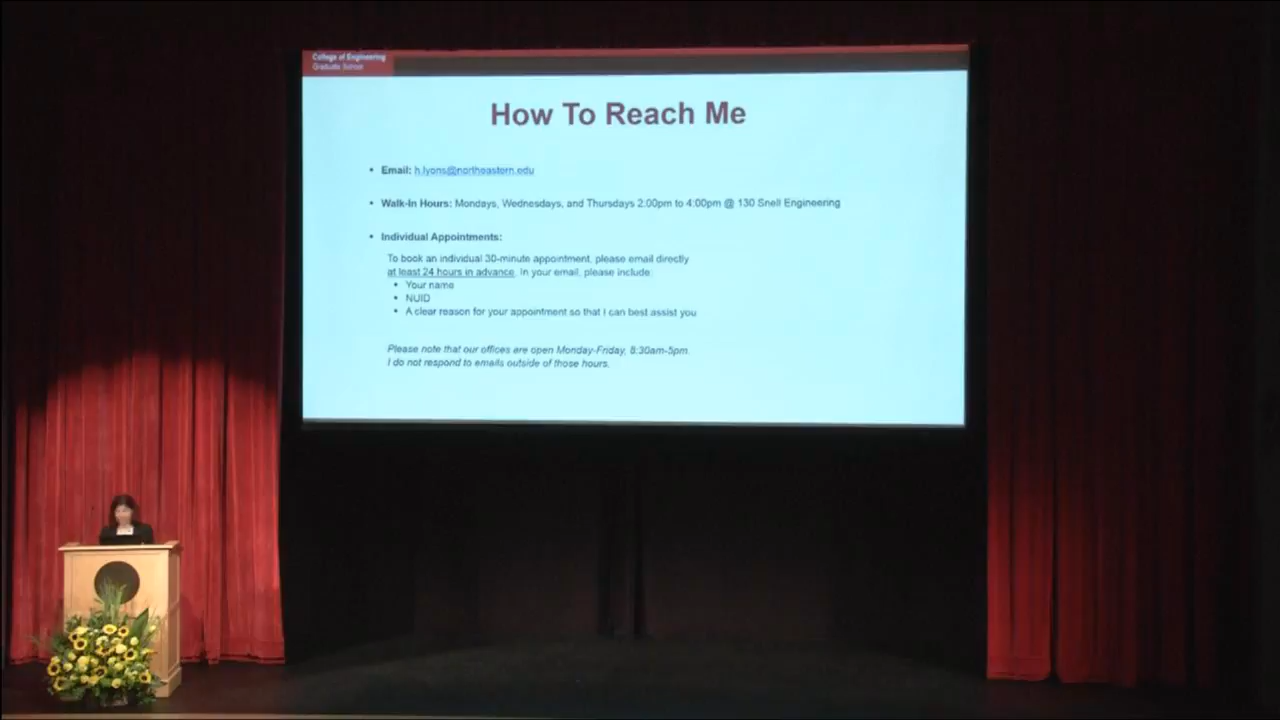 College of Engineering
Graduate School
How To Reach Me
• Email: h.lyons@northeastern.edu
• Walk-In Hours: Mondays, Wednesdays, and Thursdays 2:00pm to 4:00pm @ 130 Snell Engineering
• Individual Appointments:
To book an individual 30-minute appointment, please email directly
at least 24 hours in advance. In your email, please include:
• Your name
• NUID
• A clear reason for your appointment so that I can best assist you
Please note that our offices are open Monday-Friday, 8:30am-5pm.
I do not respond to emails outside of those hours.